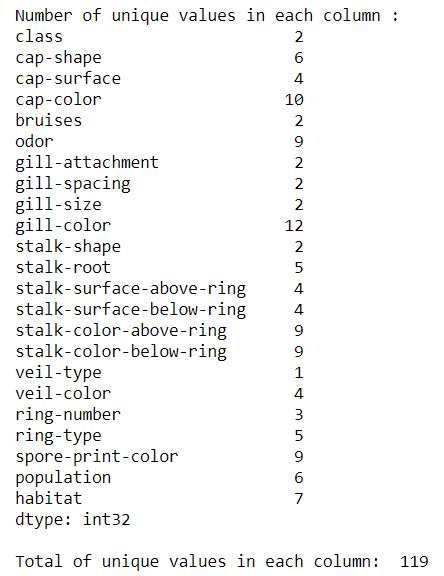 Number of unique values in each column :
class 2
cap-shape 6
cap-surface 4
cap-color 10
bruises 2
odor 9
gill-attachment 2
gill-spacing 2
gill-size 2
gill-color 12
stalk-shape 2
stalk-root 5
stalk-surface-above-ring 4
stalk-surface-below-ring 4
stalk-color-above-ring 9
stalk-color-below-ring 9
veil-type 1
veil-color 4
ring-number 3
ring-type 5
spore-print-color 9
population 6
habitat 7
dtype: int32
Total of unique values in each column: 119